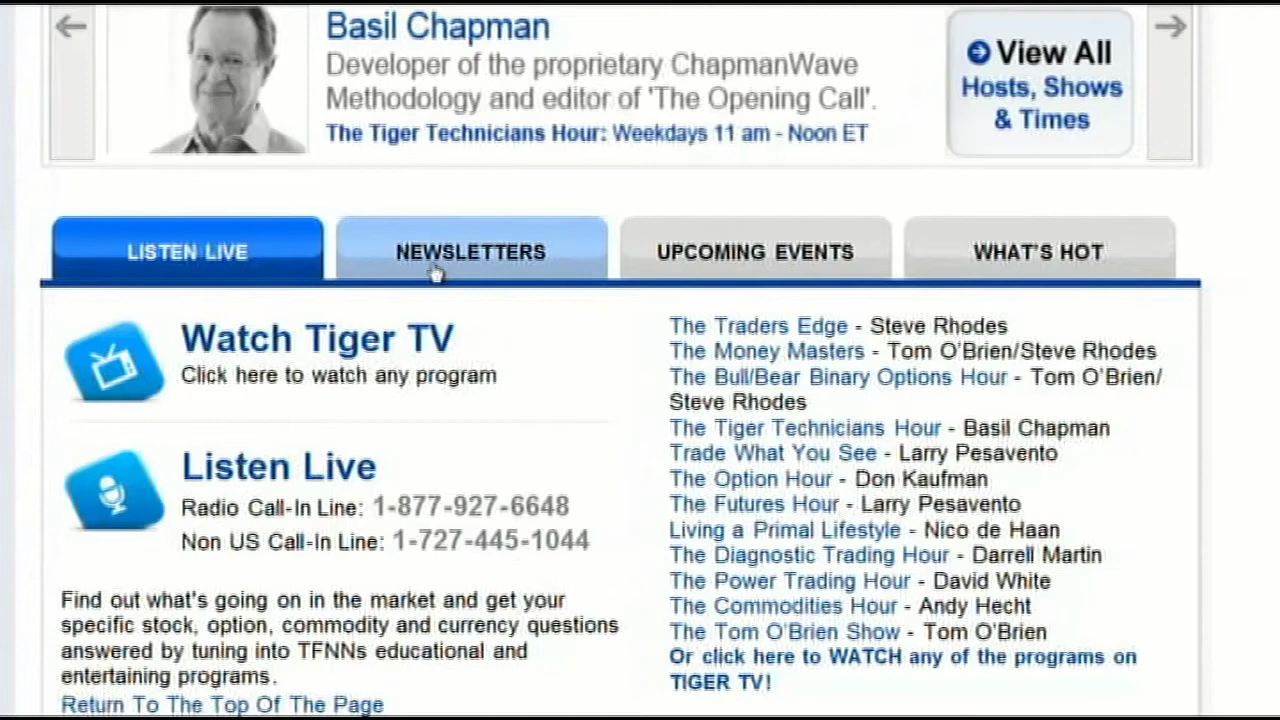 Basil Chapman
Developer of the proprietary ChapmanWave
Methodology and editor of 'The Opening Call'.
The Tiger Technicians Hour: Weekdays 11 am - Noon ET
View All
Hosts, Shows
& Times
LISTEN LIVE
NEWSLETTERS
UPCOMING EVENTS
WHAT'S HOT
Watch Tiger TV
Click here to watch any program
Listen Live
Radio Call-In Line: 1-877-927-6648
Non US Call-In Line: 1-727-445-1044
Find out what's going on in the market and get your
specific stock, option, commodity and currency questions
answered by tuning into TFNNs educational and
entertaining programs.
Return To The Top Of The Page
The Traders Edge - Steve Rhodes
The Money Masters - Tom O'Brien/Steve Rhodes
The Bull/Bear Binary Options Hour - Tom O'Brien/
Steve Rhodes
The Tiger Technicians Hour - Basil Chapman
Trade What You See - Larry Pesavento
The Option Hour - Don Kaufman
The Futures Hour - Larry Pesavento
Living a Primal Lifestyle - Nico de Haan
The Diagnostic Trading Hour - Darrell Martin
The Power Trading Hour - David White
The Commodities Hour - Andy Hecht
The Tom O'Brien Show - Tom O'Brien
Or click here to WATCH any of the programs on
TIGER TV!